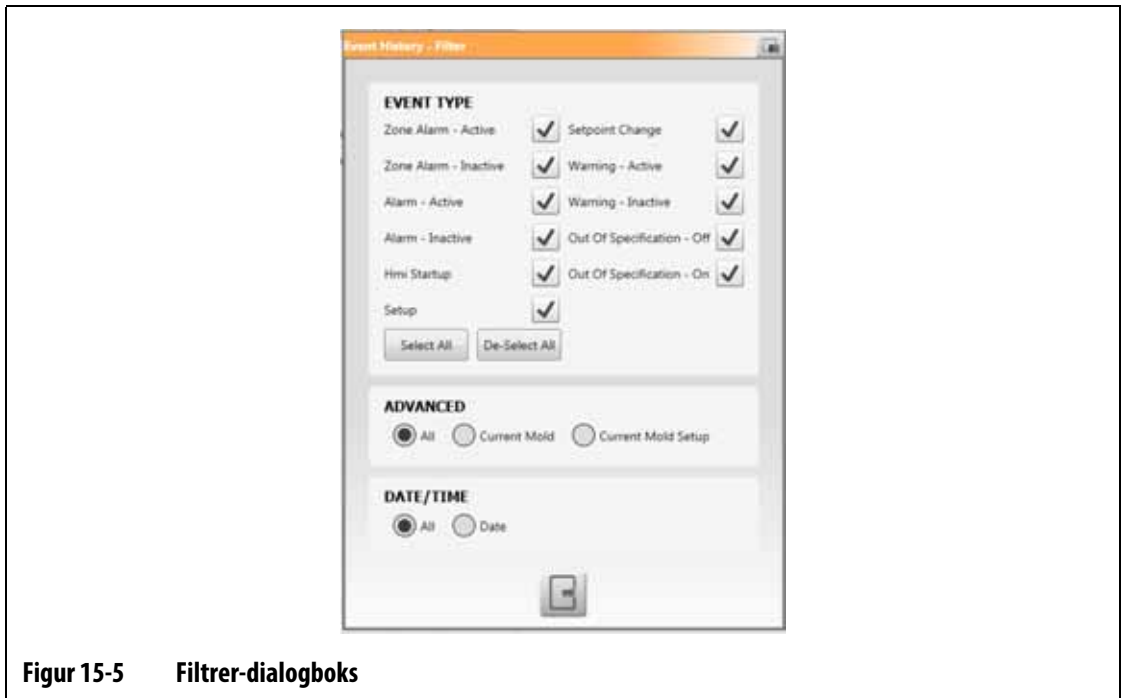 Event History - Filter
EVENT TYPE
Zone Alarm - Active
Setpoint Change
Zone Alarm - Inactive
Warning - Active
Alarm - Active
Warning - Inactive
Alarm - Inactive
Out Of Specification - Off
Hmi Startup
Out Of Specification - On
Setup
Select All
De-Select All
ADVANCED
All
Current Mold
Current Mold Setup
DATE/TIME
All
Date
Figur 15-5 Filtrer-dialogboks